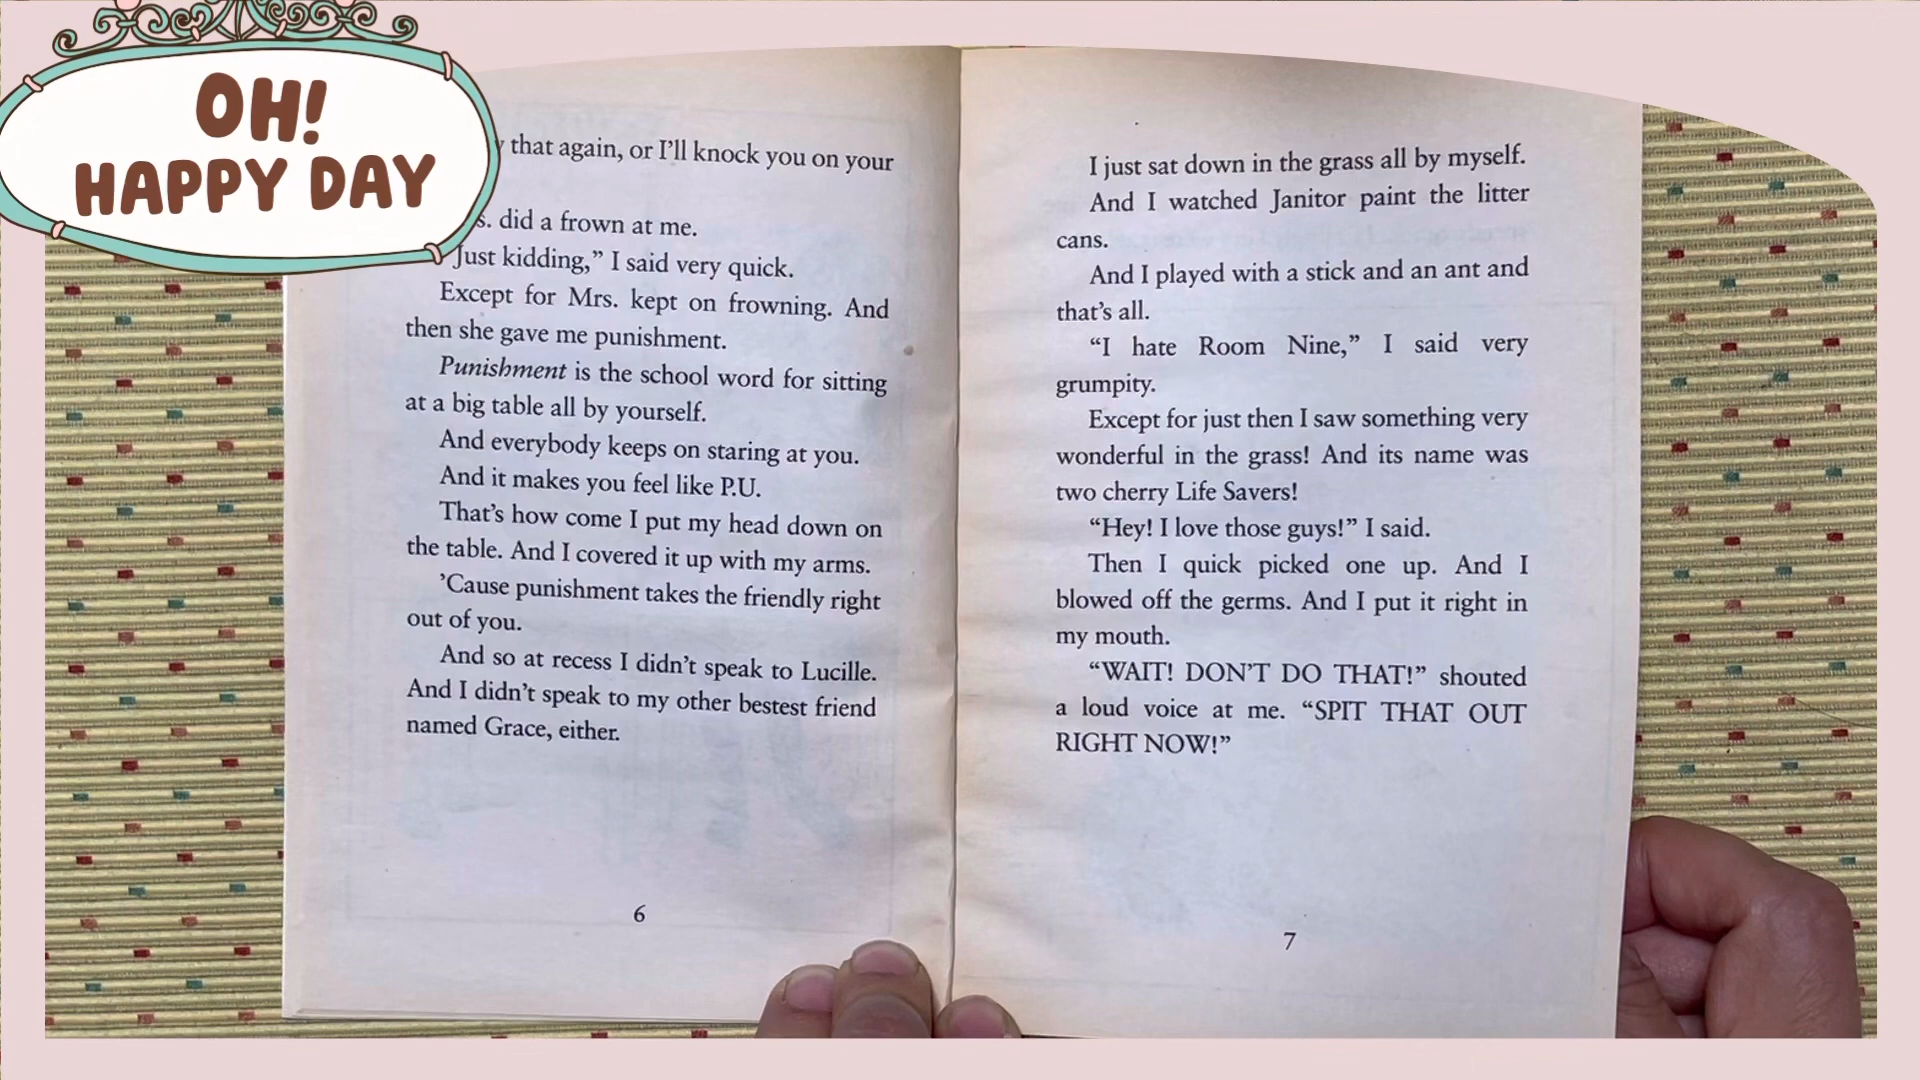 OH!
HAPPY DAY
that again, or I’ll knock you on your
s. did a frown at me.
Just kidding,” I said very quick.
Except for Mrs. kept on frowning. And
then she gave me punishment.
Punishment is the school word for sitting
at a big table all by yourself.
And everybody keeps on staring at you.
And it makes you feel like P.U.
That’s how come I put my head down on
the table. And I covered it up with my arms.
’Cause punishment takes the friendly right
out of you.
And so at recess I didn’t speak to Lucille.
And I didn’t speak to my other bestest friend
named Grace, either.
6
I just sat down in the grass all by myself.
And I watched Janitor paint the litter
cans.
And I played with a stick and an ant and
that’s all.
“I hate Room Nine,” I said very
grumpity.
Except for just then I saw something very
wonderful in the grass! And its name was
two cherry Life Savers!
“Hey! I love those guys!” I said.
Then I quick picked one up. And I
blowed off the germs. And I put it right in
my mouth.
“WAIT! DON’T DO THAT!” shouted
a loud voice at me. “SPIT THAT OUT
RIGHT NOW!”
7